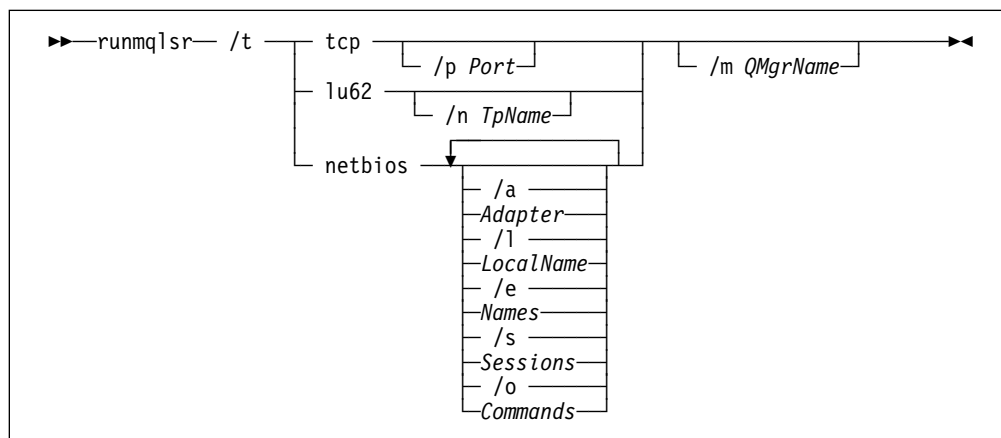 runmqlsr /t tcp
/p Port /m QMgrName
lu62
/n TpName
netbios
/a
Adapter
/l
LocalName
/e
Names
/s
Sessions
/o
Commands